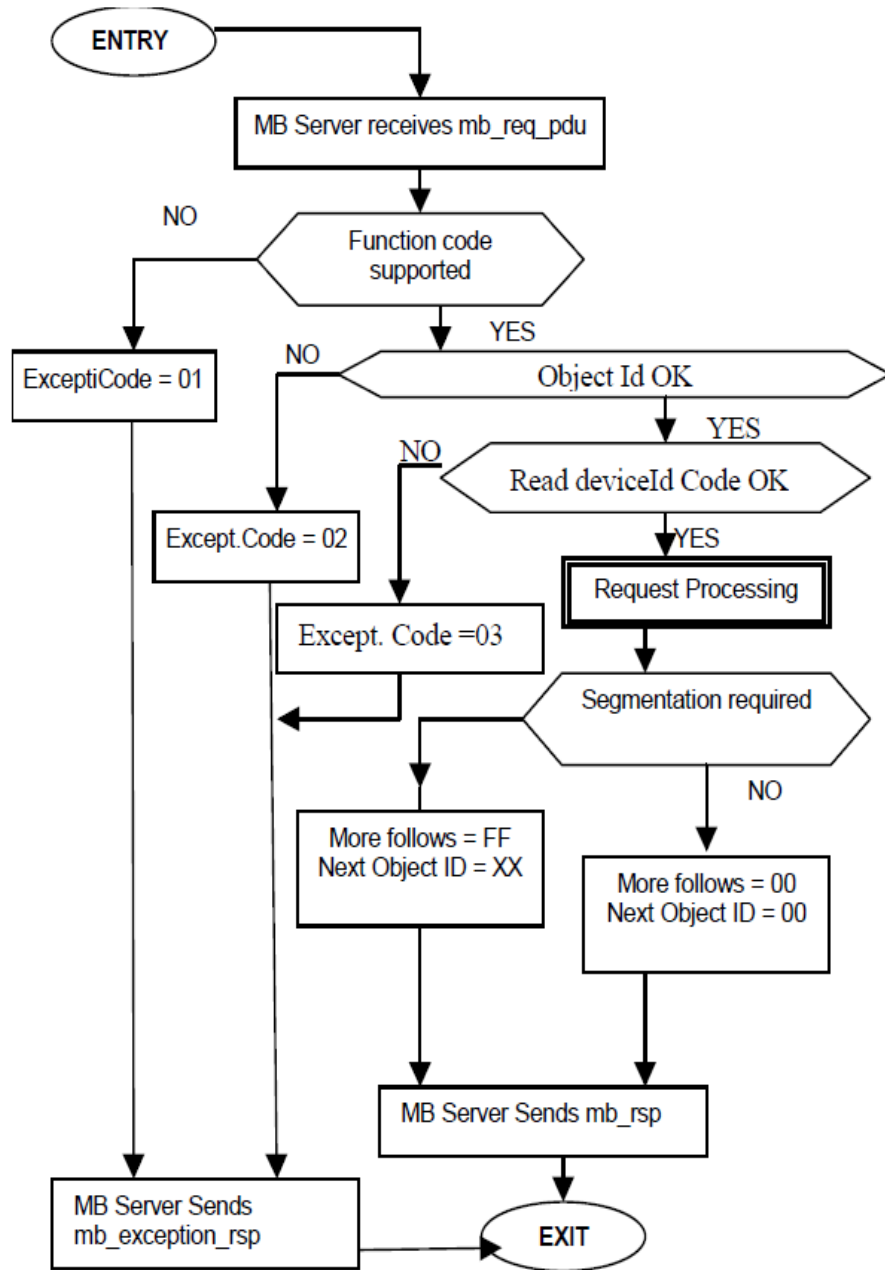 ENTRY
MB Server receives mb_req_pdu
NO
Function code
supported
YES
NO
ExceptiCode = 01
Object Id OK
YES
NO
Read deviceId Code OK
Except.Code = 02
YES
Request Processing
Except. Code =03
Segmentation required
NO
More follows = FF
Next Object ID = XX
More follows = 00
Next Object ID = 00
MB Server Sends mb_rsp
MB Server Sends
mb_exception_rsp
EXIT